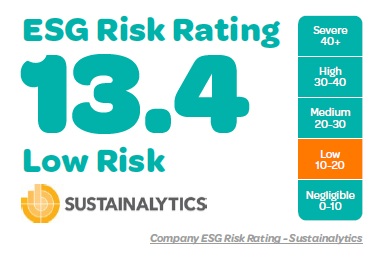 ESG Risk Rating
13.4
Low Risk
SUSTAINALYTICS
Severe
40+
High
30-40
Medium
20-30
Low
10-20
Negligible
0-10
Company ESG Risk Rating - Sustainalytics